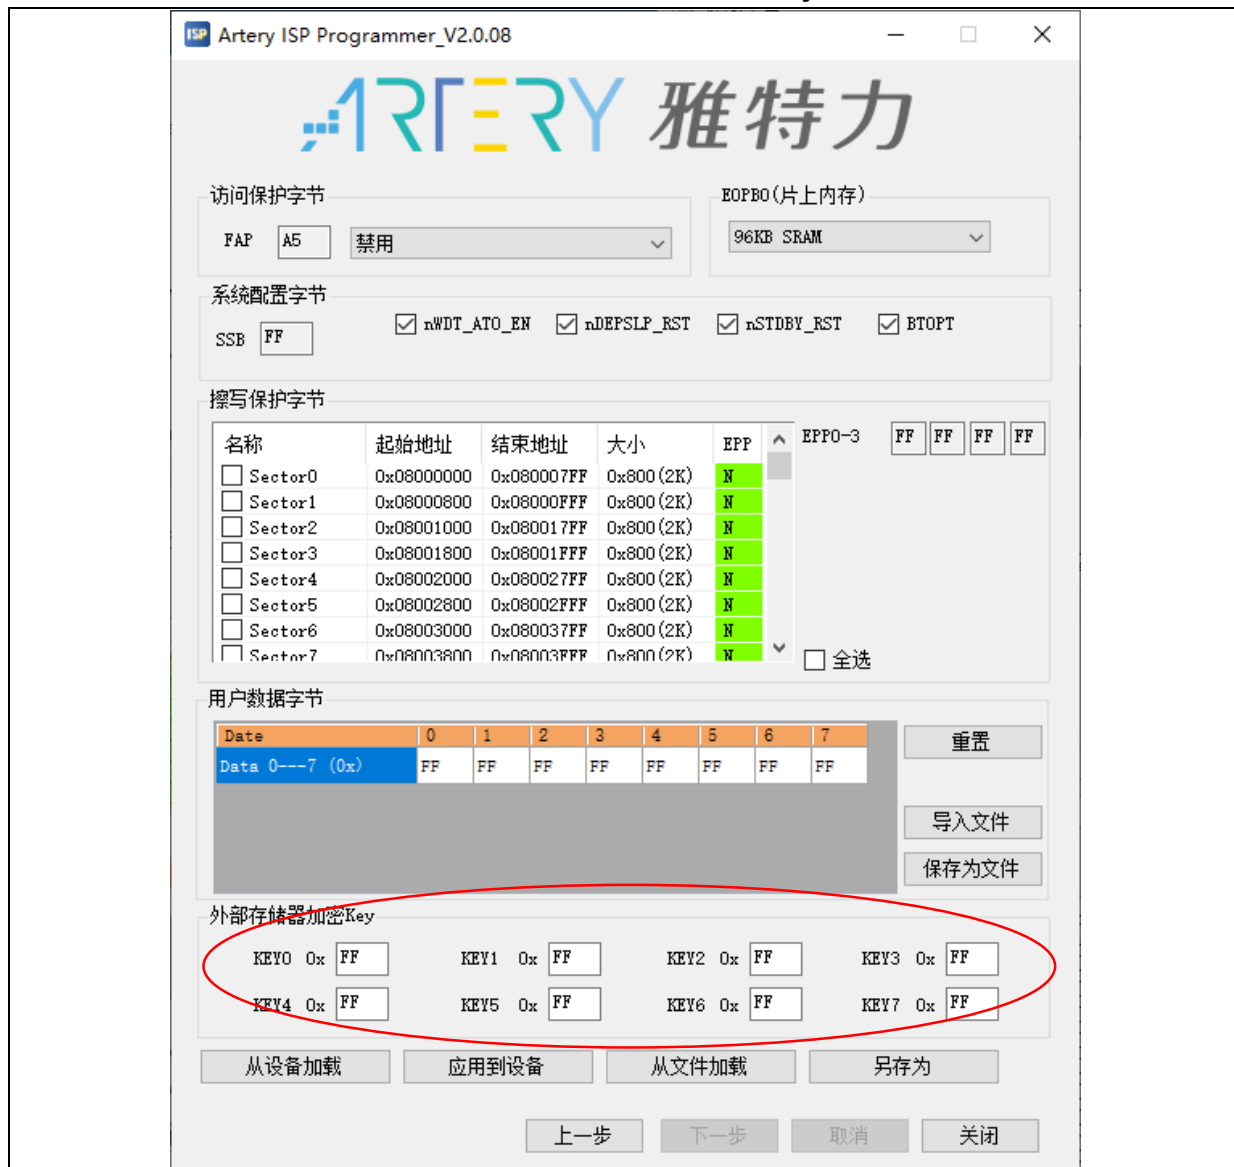 ISP Artery ISP Programmer_V2.0.08
ARTERY 雅特力
访问保护字节
FAP A5 禁用
EOPB0(片上内存)
96KB SRAM
系统配置字节
SSB FF nWDT_ATO_EN nDEPSLP_RST nSTDBY_RST BTOPT
擦写保护字节
名称 起始地址 结束地址 大小 EPP
Sector0 0x08000000 0x080007FF 0x800(2K) N
Sector1 0x08000800 0x08000FFF 0x800(2K) N
Sector2 0x08001000 0x080017FF 0x800(2K) N
Sector3 0x08001800 0x08001FFF 0x800(2K) N
Sector4 0x08002000 0x080027FF 0x800(2K) N
Sector5 0x08002800 0x08002FFF 0x800(2K) N
Sector6 0x08003000 0x080037FF 0x800(2K) N
Sector7 0x08003800 0x08003FFF 0x800(2K) N
EPP0-3 FF FF FF FF
全选
用户数据字节
Date 0 1 2 3 4 5 6 7
Data 0---7 (0x) FF FF FF FF FF FF FF FF
重置
导入文件
保存为文件
外部存储器加密Key
KEY0 0x FF KEY1 0x FF KEY2 0x FF KEY3 0x FF
KEY4 0x FF KEY5 0x FF KEY6 0x FF KEY7 0x FF
从设备加载 应用到设备 从文件加载 另存为
上一步 下一步 取消 关闭